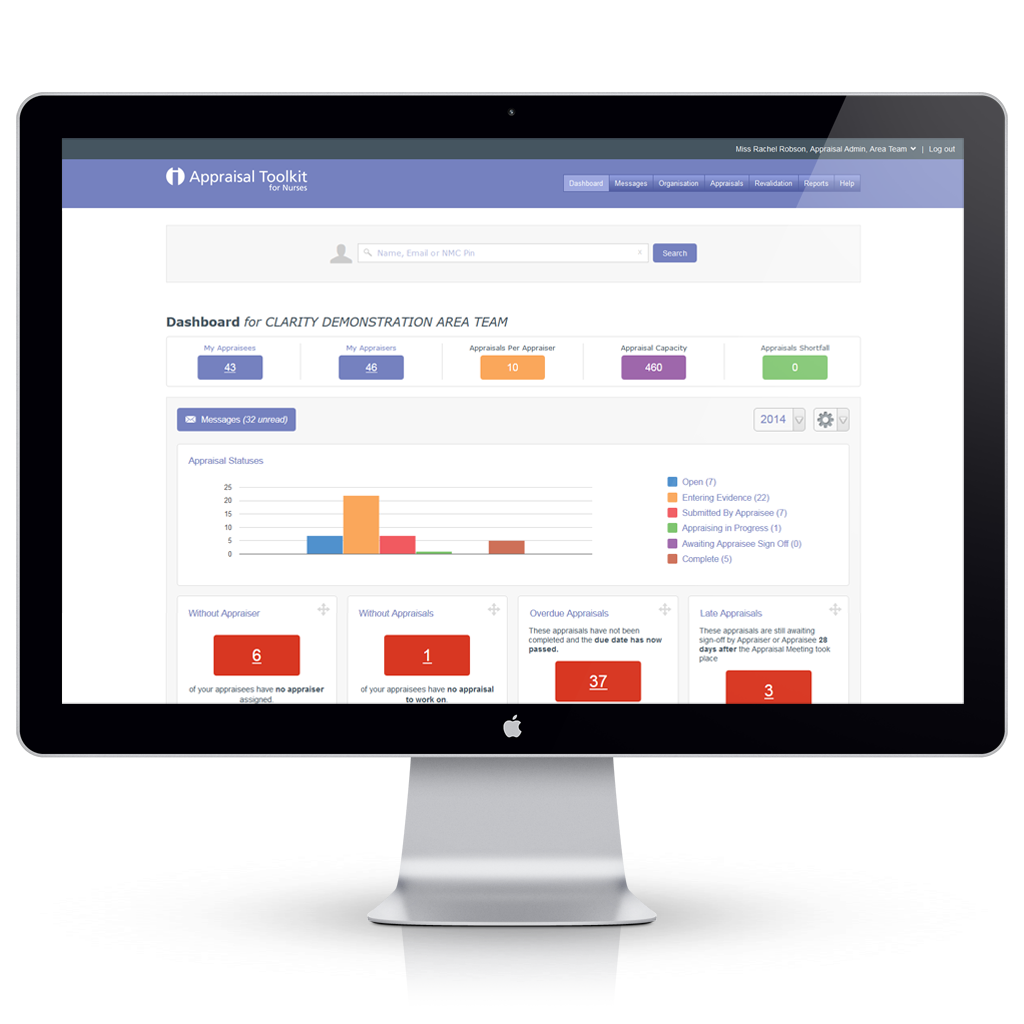 Miss Rachel Robson, Appraisal Admin, Area Team | Log out
Appraisal Toolkit
for Nurses
Dashboard Messages Organisation Appraisals Revalidation Reports Help
Name, Email or NMC Pin x Search
Dashboard for CLARITY DEMONSTRATION AREA TEAM
My Appraisees My Appraisers Appraisals Per Appraiser Appraisal Capacity Appraisals Shortfall
43 46 10 460 0
Messages (32 unread) 2014
Appraisal Statuses
25
20
15
10
5
0
Open (7)
Entering Evidence (22)
Submitted By Appraisee (7)
Appraising in Progress (1)
Awaiting Appraisee Sign Off (0)
Complete (5)
Without Appraiser
6
of your appraisees have no appraiser
assigned.
Without Appraisals
1
of your appraisees have no appraisal
to work on.
Overdue Appraisals
These appraisals have not been
completed and the due date has now
passed.
37
Late Appraisals
These appraisals are still awaiting
sign-off by Appraiser or Appraisee 28
days after the Appraisal Meeting took
place
3